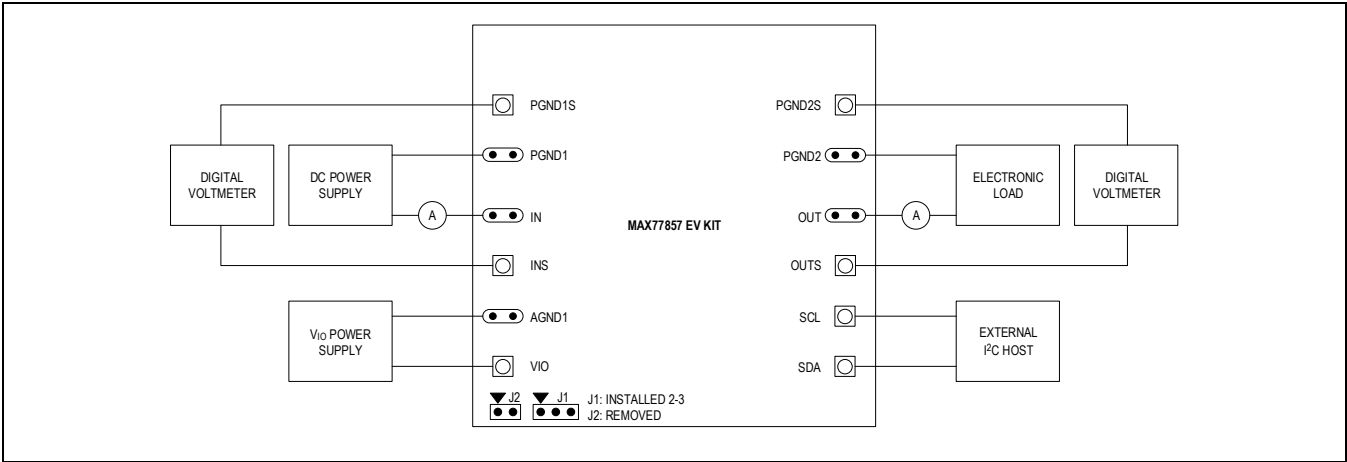 PGND1S
PGND2S
DIGITAL
VOLTMETER
DC POWER
SUPPLY
PGND1
PGND2
ELECTRONIC
LOAD
DIGITAL
VOLTMETER
A
IN
MAX77857 EV KIT
OUT
A
INS
OUTS
VIO POWER
SUPPLY
AGND1
SCL
EXTERNAL
I²C HOST
VIO
SDA
J2
J1
J1: INSTALLED 2-3
J2: REMOVED